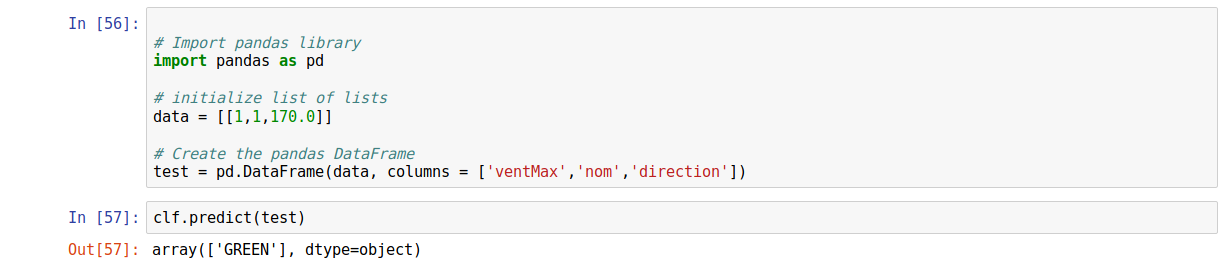 In [56]:
# Import pandas library
import pandas as pd
# initialize list of lists
data = [[1,1,170.0]]
# Create the pandas DataFrame
test = pd.DataFrame(data, columns = ['ventMax','nom','direction'])
In [57]: clf.predict(test)
Out[57]: array(['GREEN'], dtype=object)